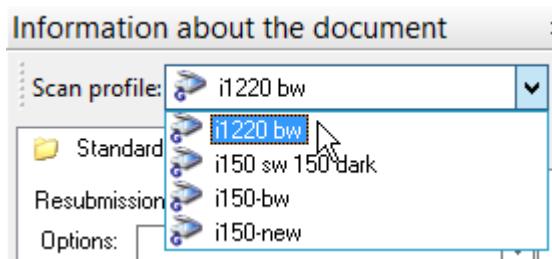 Information about the document
Scan profile: i1220 bw
i1220 bw
Standard
i150 sw 150 dark
Resubmission
i150-bw
Options:
i150-new